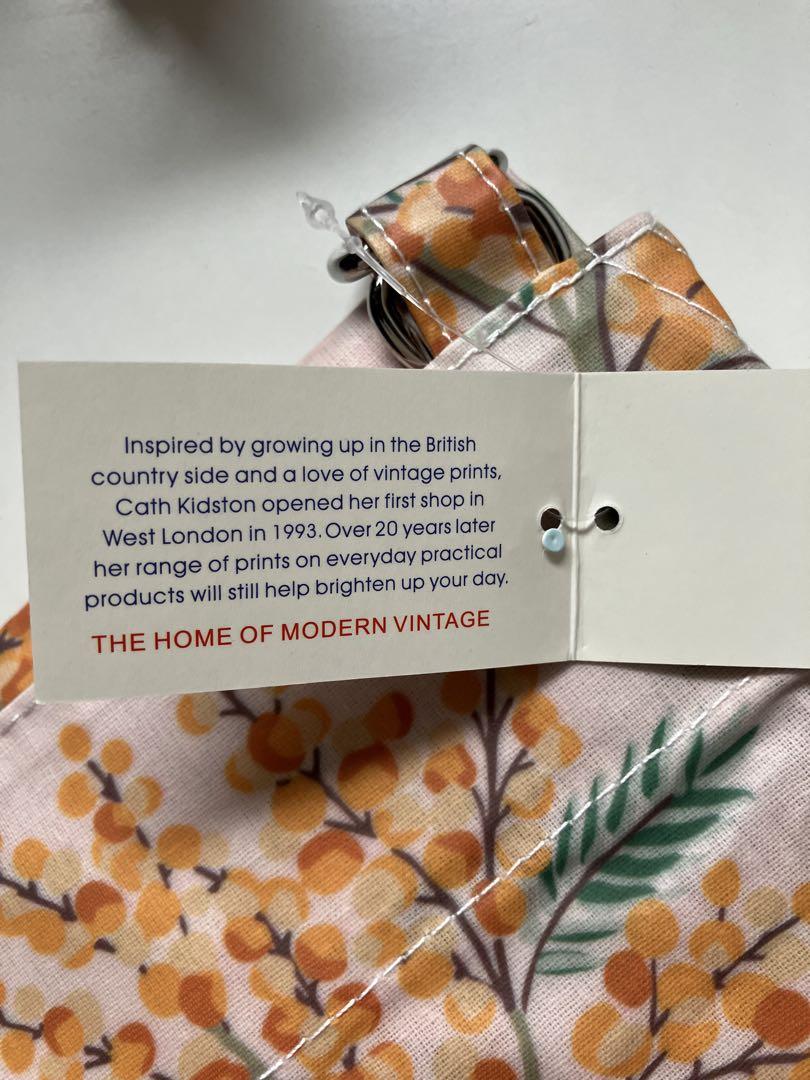 Inspired by growing up in the British
country side and a love of vintage prints,
Cath Kidston opened her first shop in
West London in 1993. Over 20 years later
her range of prints on everyday practical
products will still help brighten up your day.
THE HOME OF MODERN VINTAGE